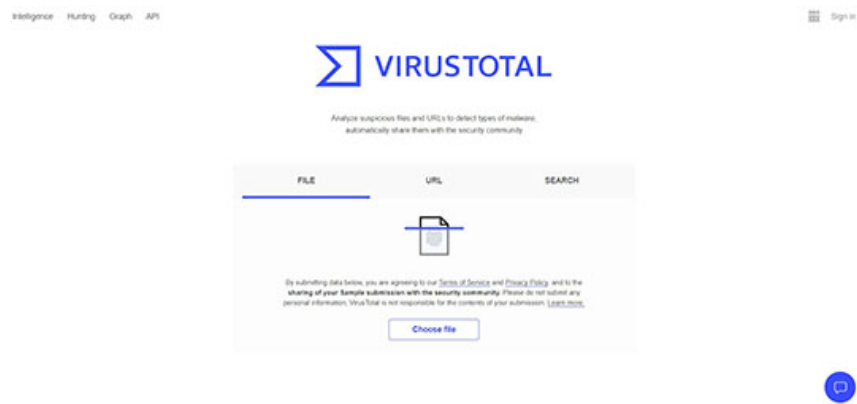 Intelligence Hunting Graph API
Sign in
VIRUSTOTAL
Analyze suspicious files and URLs to detect types of malware,
automatically share them with the security community
FILE URL SEARCH
By submitting data below, you are agreeing to our Terms of Service and Privacy Policy, and to the
sharing of your Sample submission with the security community. Please do not submit any
personal information; VirusTotal is not responsible for the contents of your submission. Learn more.
Choose file